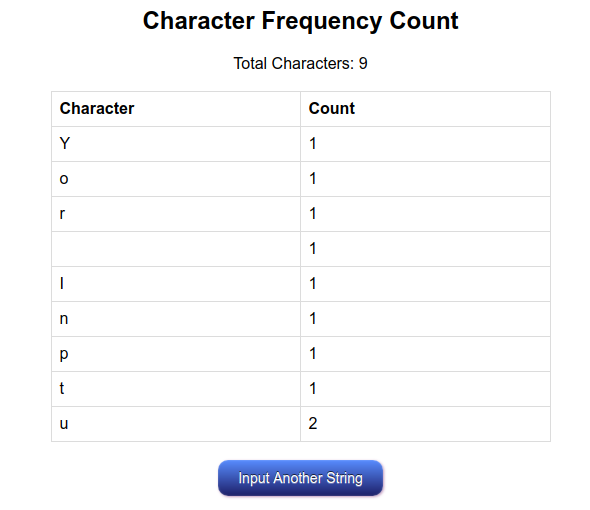 Character Frequency Count
Total Characters: 9
Character Count
Y 1
o 1
r 1
1
I 1
n 1
p 1
t 1
u 2
Input Another String